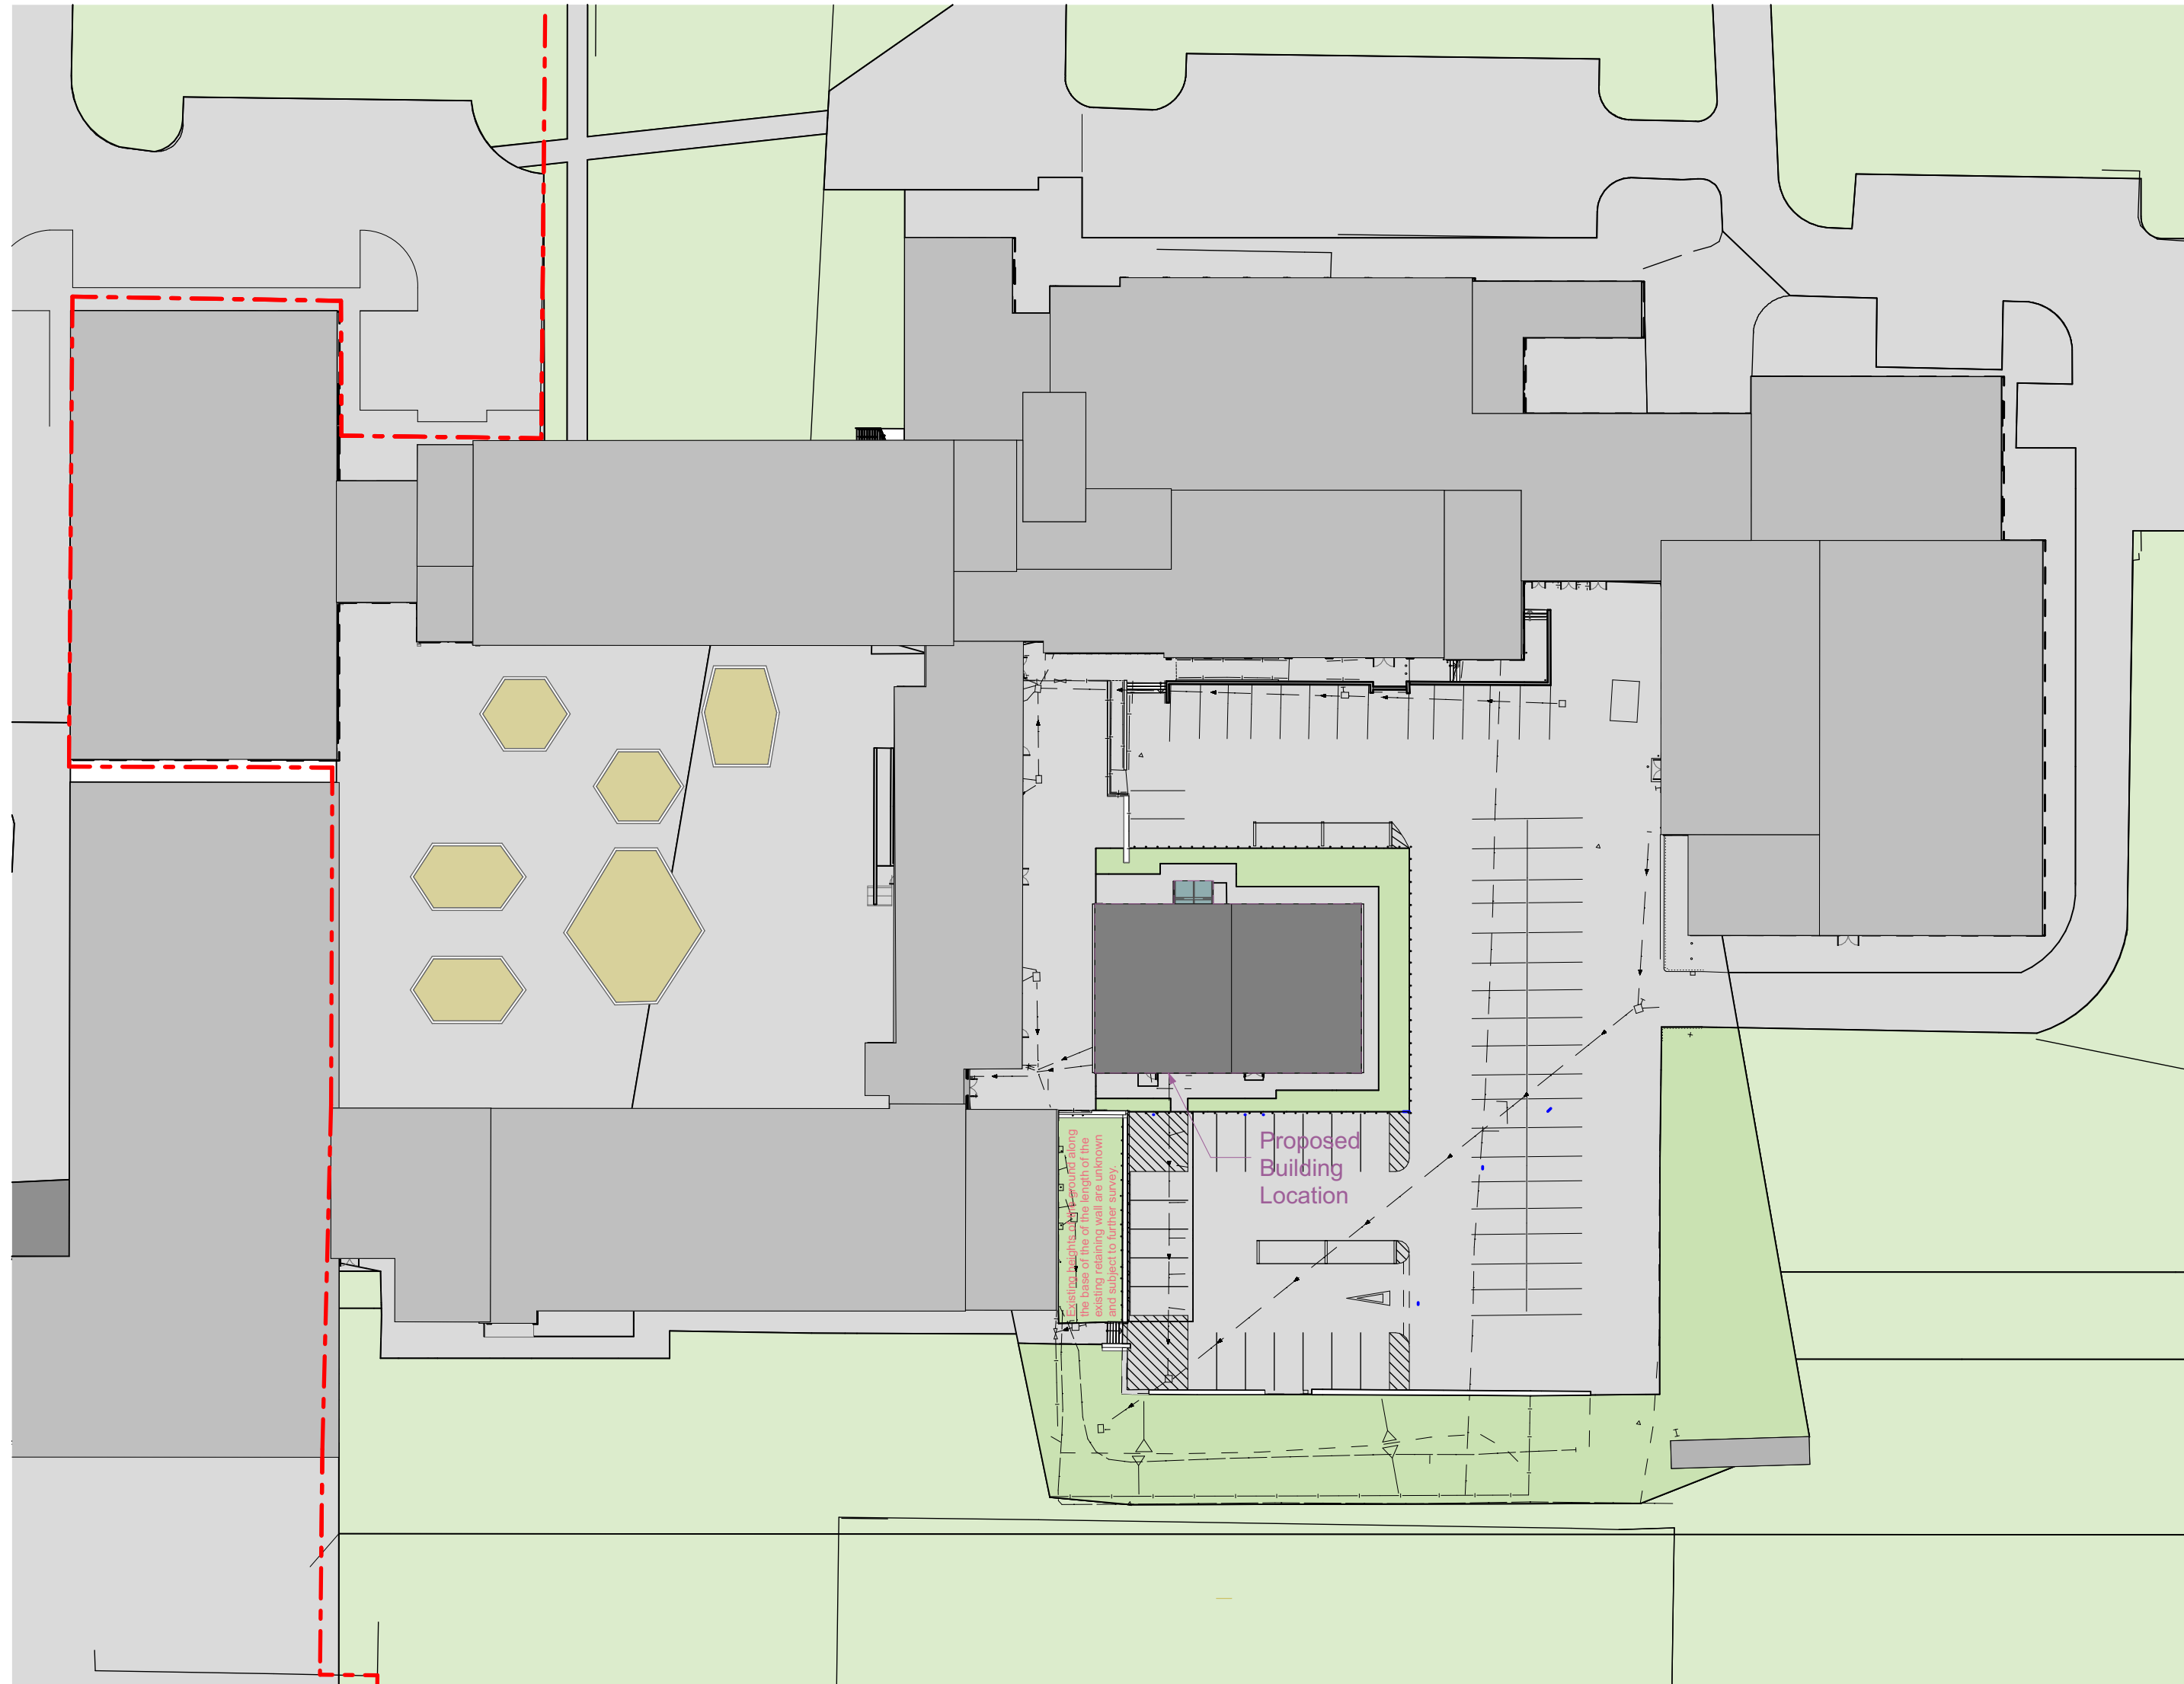 Existing heights of the ground along
the base of the of the length of the
existing retaining wall are unknown
and subject to further survey.
Proposed
Building
Location